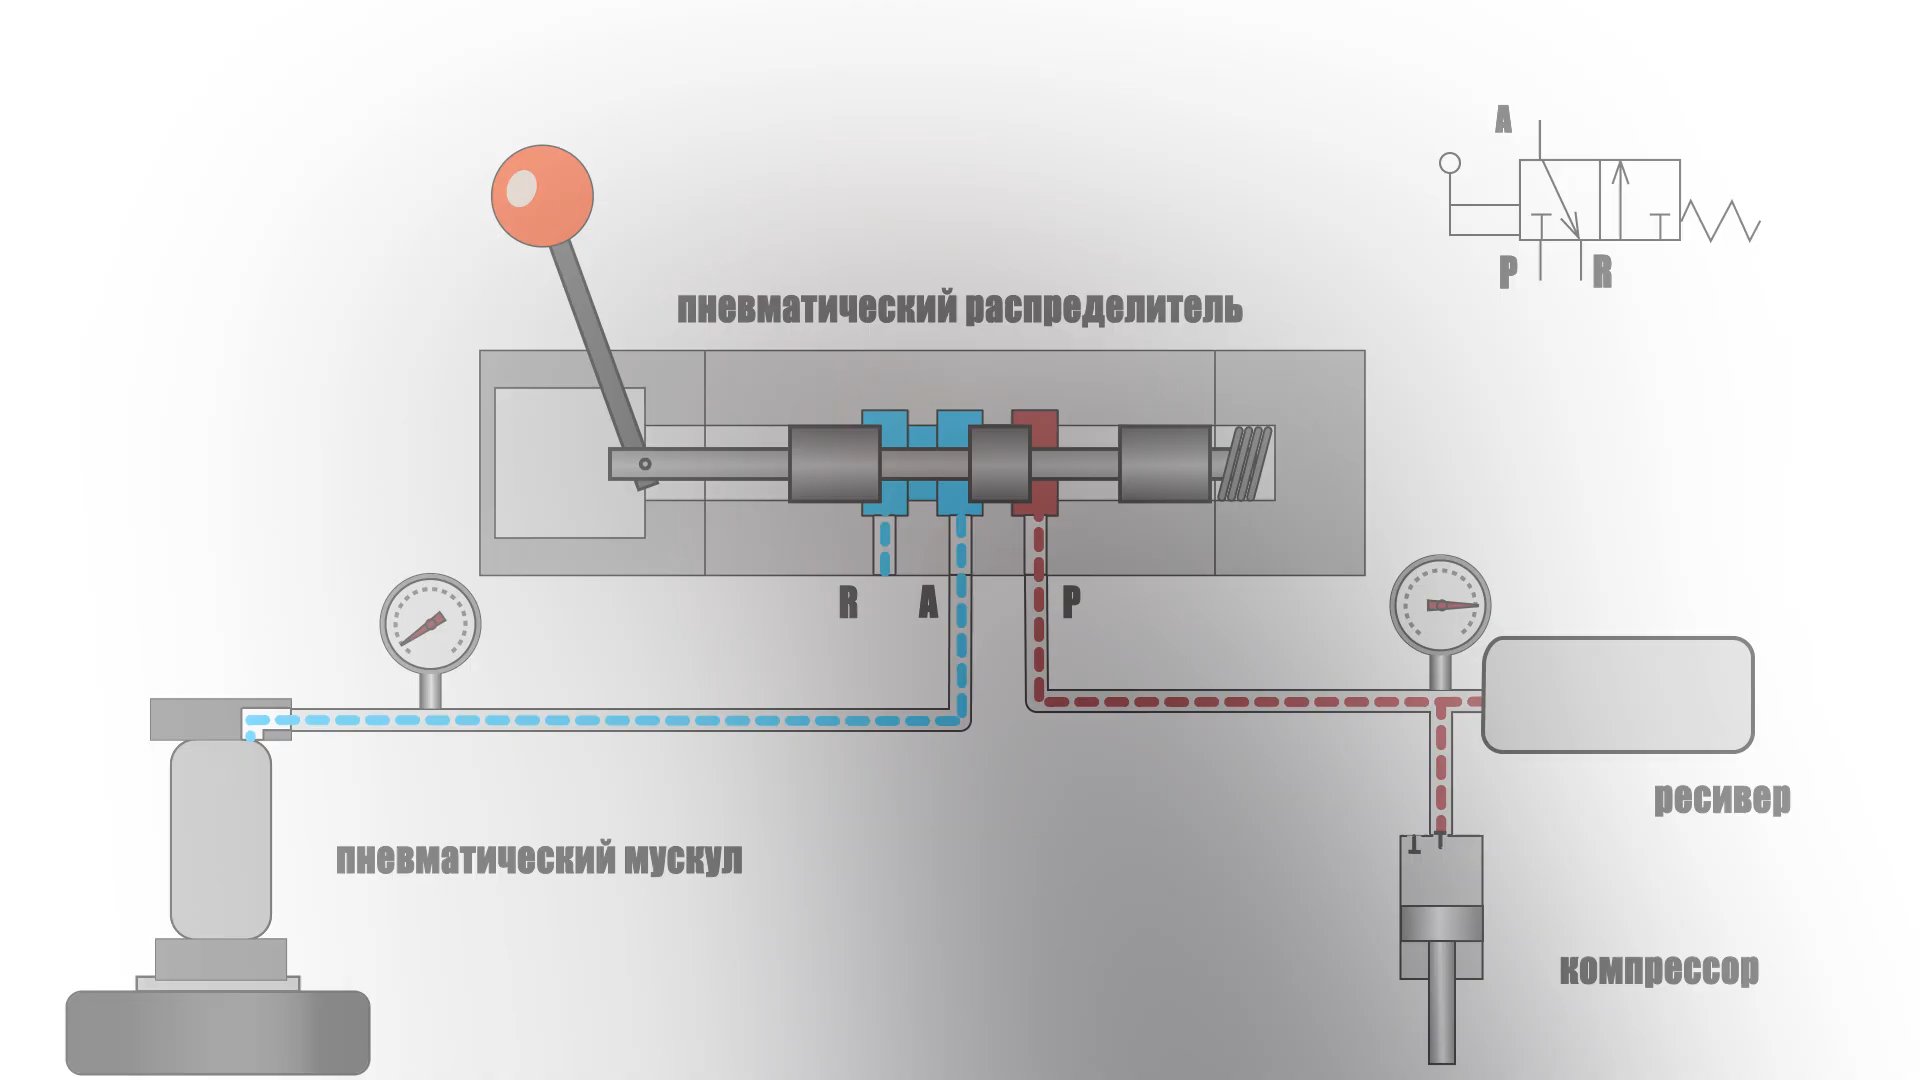 A
P R
пневматический распределитель
R A P
ресивер
пневматический мускул
компрессор